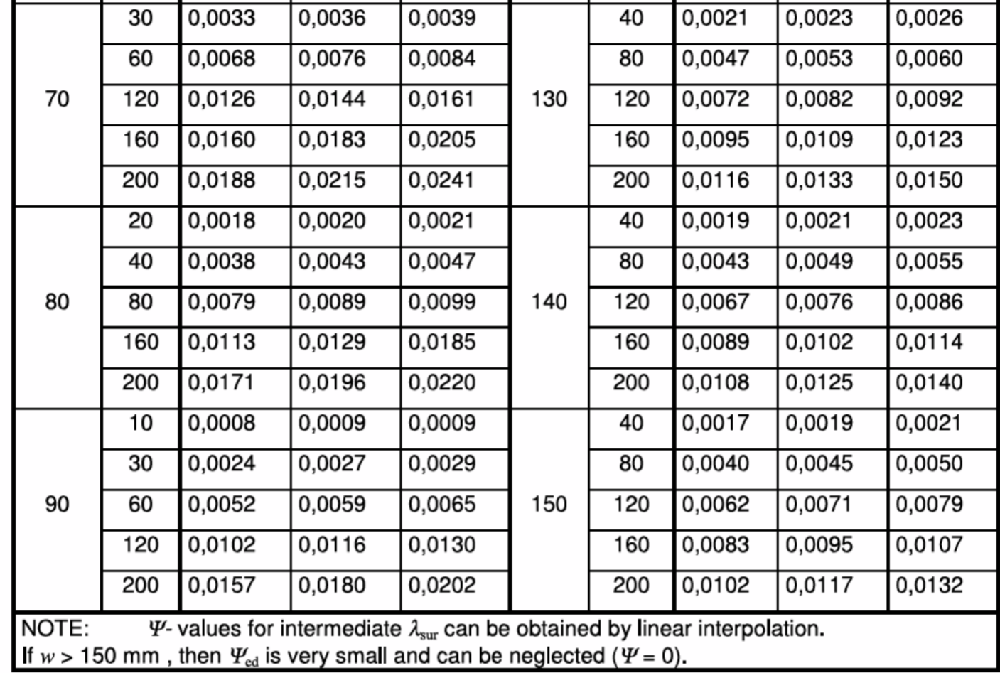 30 0,0033 0,0036 0,0039 40 0,0021 0,0023 0,0026
60 0,0068 0,0076 0,0084 80 0,0047 0,0053 0,0060
70 120 0,0126 0,0144 0,0161 130 120 0,0072 0,0082 0,0092
160 0,0160 0,0183 0,0205 160 0,0095 0,0109 0,0123
200 0,0188 0,0215 0,0241 200 0,0116 0,0133 0,0150
20 0,0018 0,0020 0,0021 40 0,0019 0,0021 0,0023
40 0,0038 0,0043 0,0047 80 0,0043 0,0049 0,0055
80 80 0,0079 0,0089 0,0099 140 120 0,0067 0,0076 0,0086
160 0,0113 0,0129 0,0185 160 0,0089 0,0102 0,0114
200 0,0171 0,0196 0,0220 200 0,0108 0,0125 0,0140
10 0,0008 0,0009 0,0009 40 0,0017 0,0019 0,0021
30 0,0024 0,0027 0,0029 80 0,0040 0,0045 0,0050
90 60 0,0052 0,0059 0,0065 150 120 0,0062 0,0071 0,0079
120 0,0102 0,0116 0,0130 160 0,0083 0,0095 0,0107
200 0,0157 0,0180 0,0202 200 0,0102 0,0117 0,0132
NOTE: Ψ- values for intermediate λsur can be obtained by linear interpolation.
If w > 150 mm , then Ψed is very small and can be neglected (Ψ = 0).